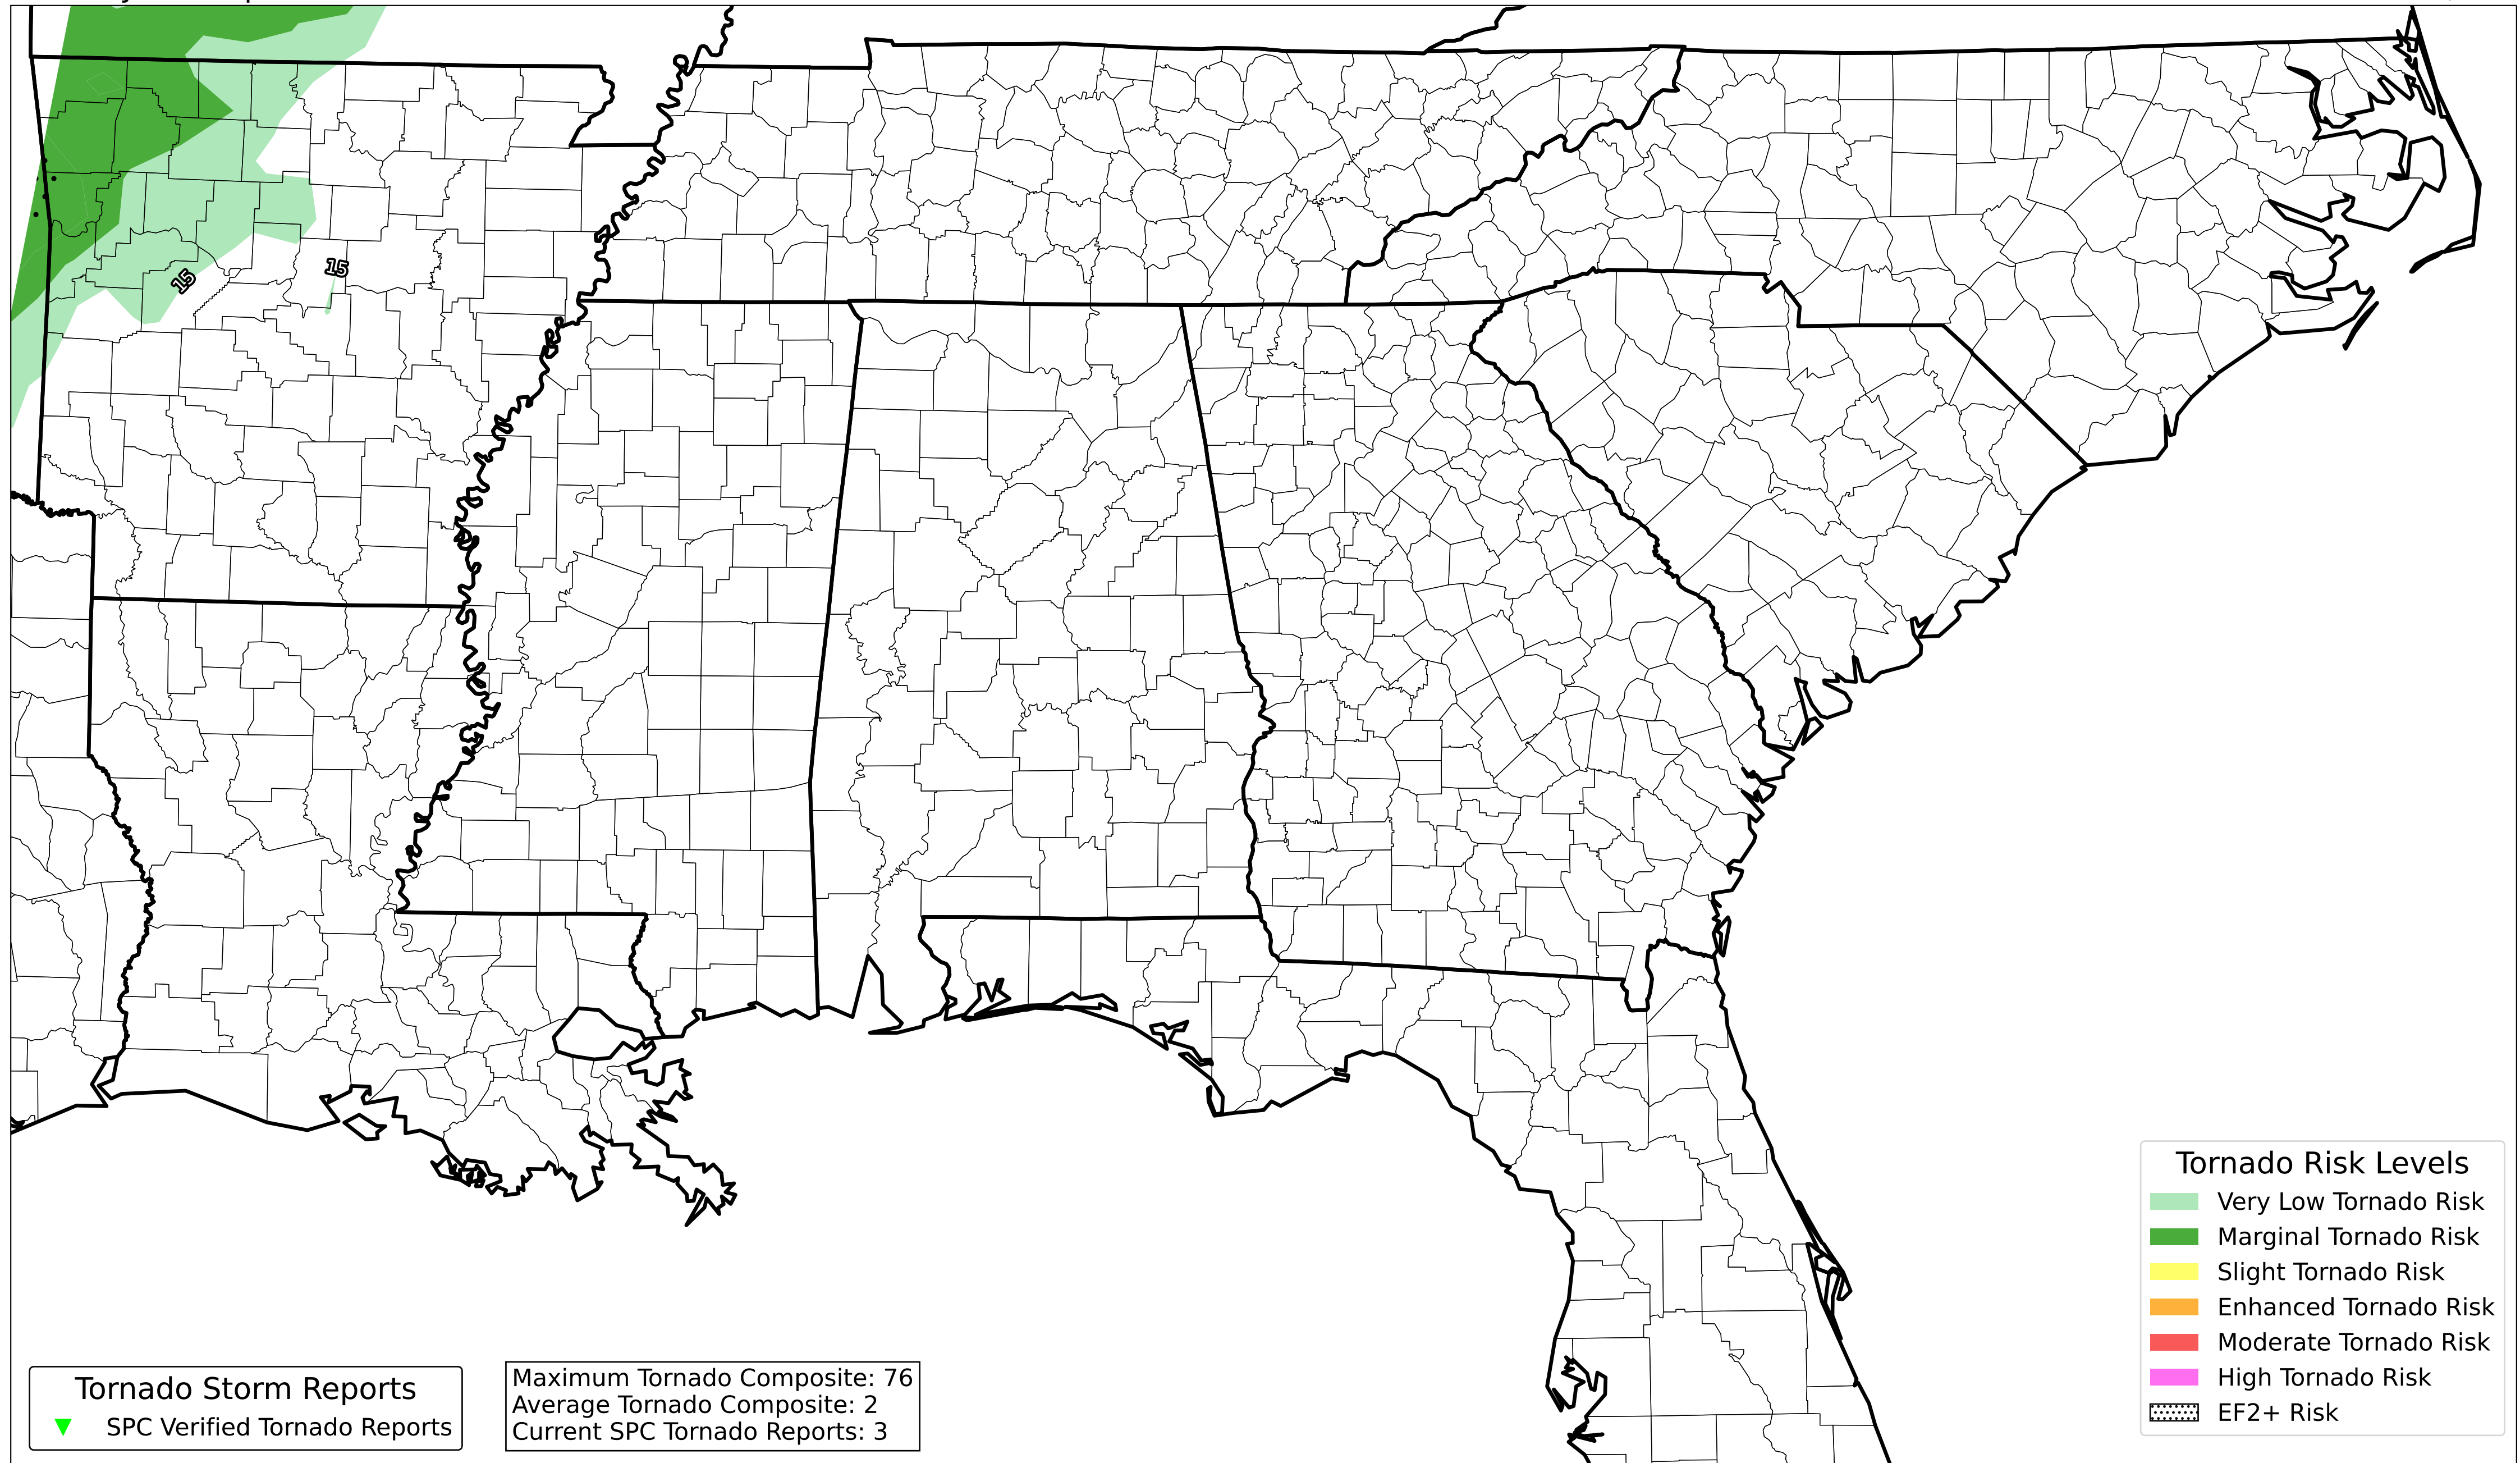 15
15
Tornado Risk Levels
Very Low Tornado Risk
Marginal Tornado Risk
Slight Tornado Risk
Enhanced Tornado Risk
Moderate Tornado Risk
High Tornado Risk
EF2+ Risk
Tornado Storm Reports
SPC Verified Tornado Reports
Maximum Tornado Composite: 76
Average Tornado Composite: 2
Current SPC Tornado Reports: 3